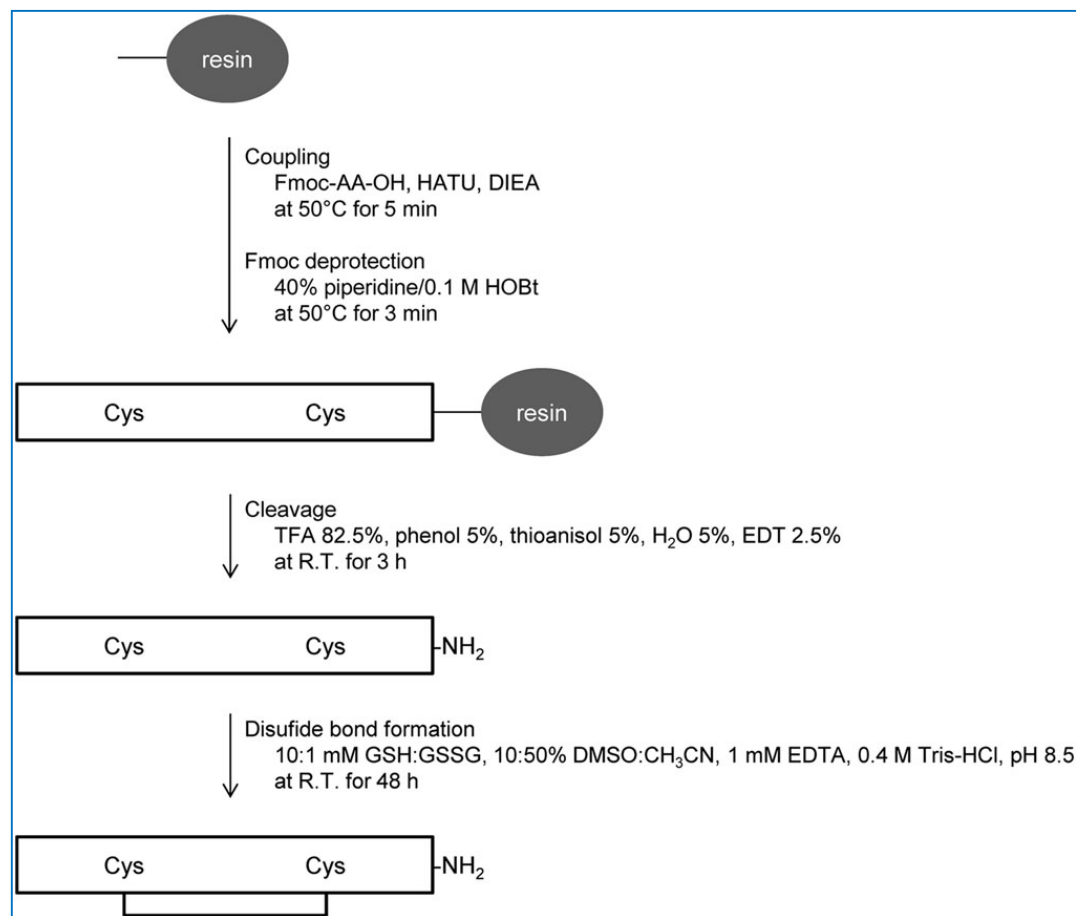 resin
Coupling
Fmoc-AA-OH, HATU, DIEA
at 50°C for 5 min
Fmoc deprotection
40% piperidine/0.1 M HOBt
at 50°C for 3 min
Cys Cys resin
Cleavage
TFA 82.5%, phenol 5%, thioanisol 5%, H₂O 5%, EDT 2.5%
at R.T. for 3 h
Cys Cys -NH₂
Disufide bond formation
10:1 mM GSH:GSSG, 10:50% DMSO:CH₃CN, 1 mM EDTA, 0.4 M Tris-HCl, pH 8.5
at R.T. for 48 h
Cys Cys -NH₂